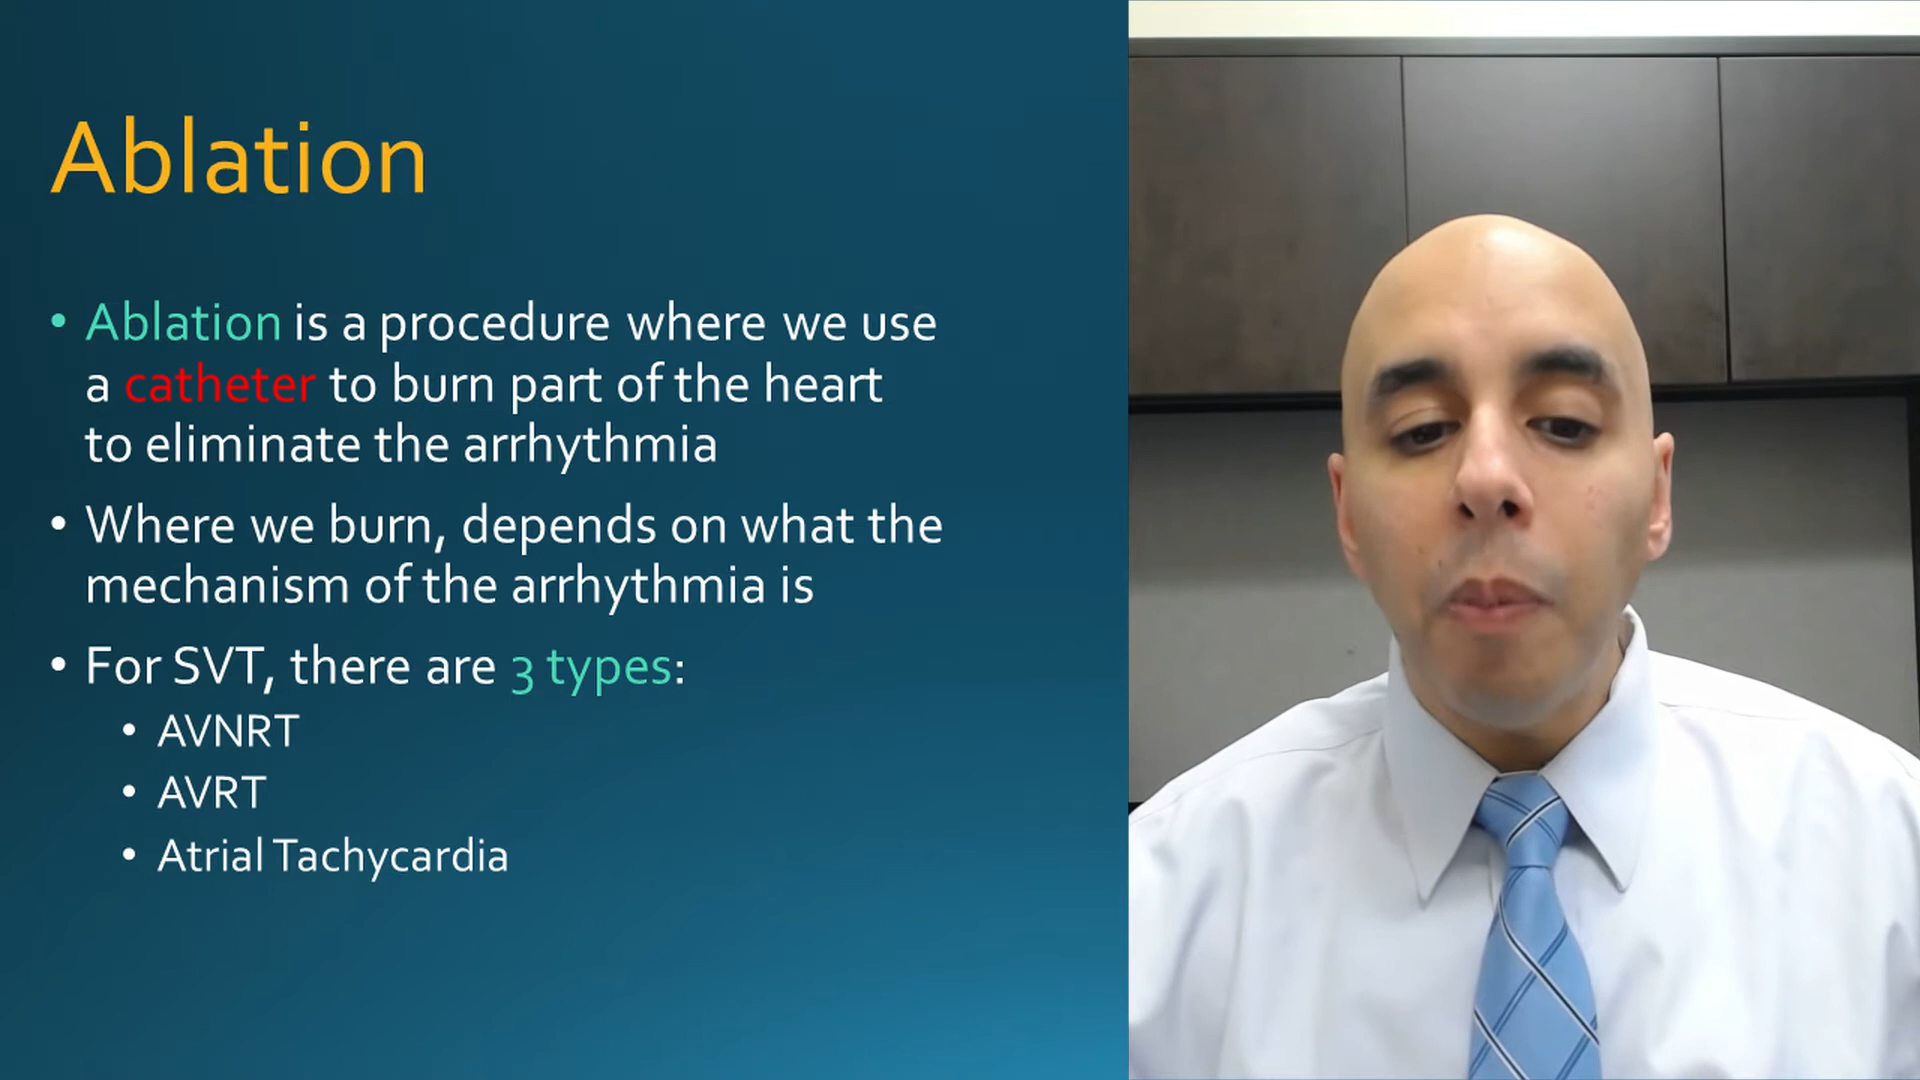 Ablation
• Ablation is a procedure where we use
a catheter to burn part of the heart
to eliminate the arrhythmia
• Where we burn, depends on what the
mechanism of the arrhythmia is
• For SVT, there are 3 types:
• AVNRT
• AVRT
• Atrial Tachycardia